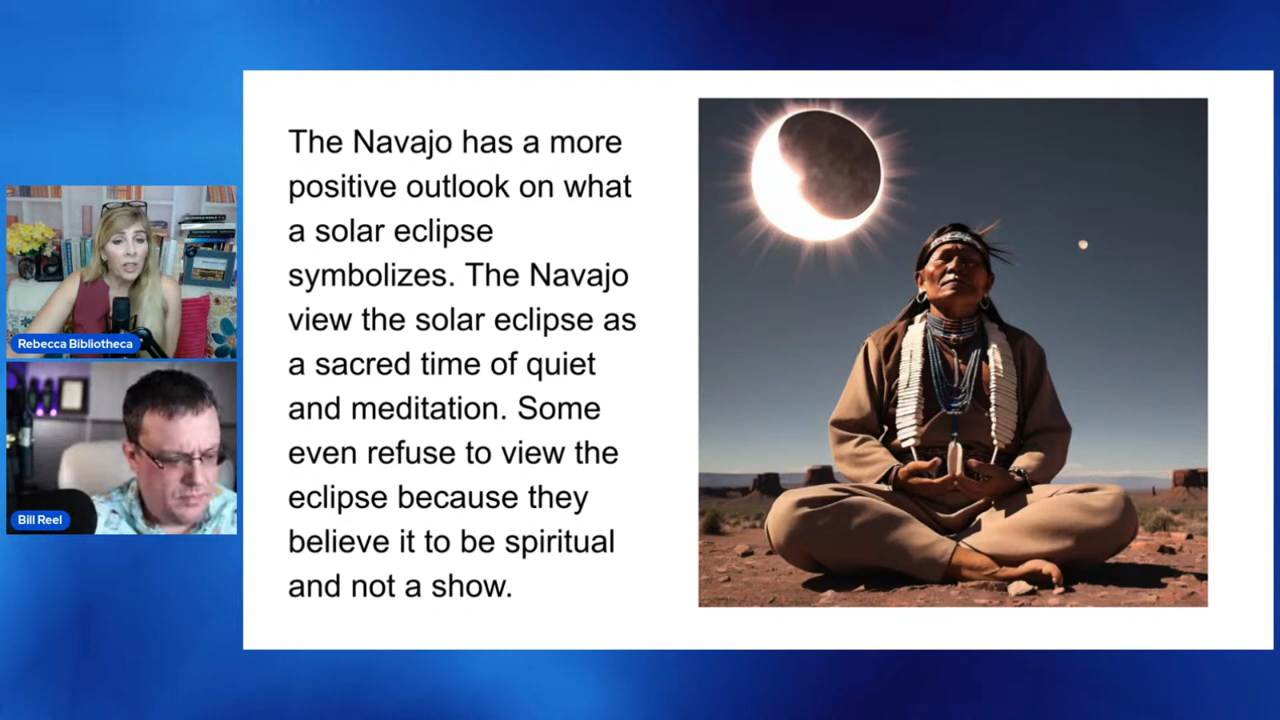 The Navajo has a more
positive outlook on what
a solar eclipse
symbolizes. The Navajo
view the solar eclipse as
a sacred time of quiet
and meditation. Some
even refuse to view the
eclipse because they
believe it to be spiritual
and not a show.
Rebecca Bibliotheca
Bill Reel